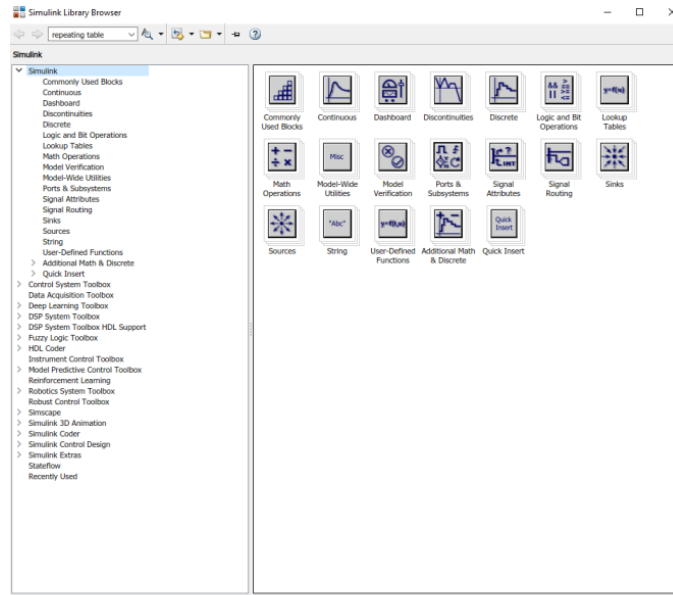 Simulink Library Browser
repeating table
Simulink
Simulink
Commonly Used Blocks
Continuous
Dashboard
Discontinuities
Discrete
Logic and Bit Operations
Lookup Tables
Math Operations
Model Verification
Model-Wide Utilities
Ports & Subsystems
Signal Attributes
Signal Routing
Sinks
Sources
String
User-Defined Functions
Additional Math & Discrete
Quick Insert
Control System Toolbox
Data Acquisition Toolbox
Deep Learning Toolbox
DSP System Toolbox
DSP System Toolbox HDL Support
Fuzzy Logic Toolbox
HDL Coder
Instrument Control Toolbox
Model Predictive Control Toolbox
Reinforcement Learning
Robotics System Toolbox
Robust Control Toolbox
Simscape
Simulink 3D Animation
Simulink Coder
Simulink Control Design
Simulink Extras
Stateflow
Recently Used
Commonly
Used Blocks
Continuous
Dashboard
Discontinuities
Discrete
Logic and Bit
Operations
y=f(u)
Lookup
Tables
Math
Operations
Misc
Model-Wide
Utilities
Model
Verification
Ports &
Subsystems
INT
Signal
Attributes
Signal
Routing
Sinks
Sources
"Abc"
String
y=f(u)
User-Defined
Functions
Additional Math
& Discrete
Quick
Insert
Quick Insert